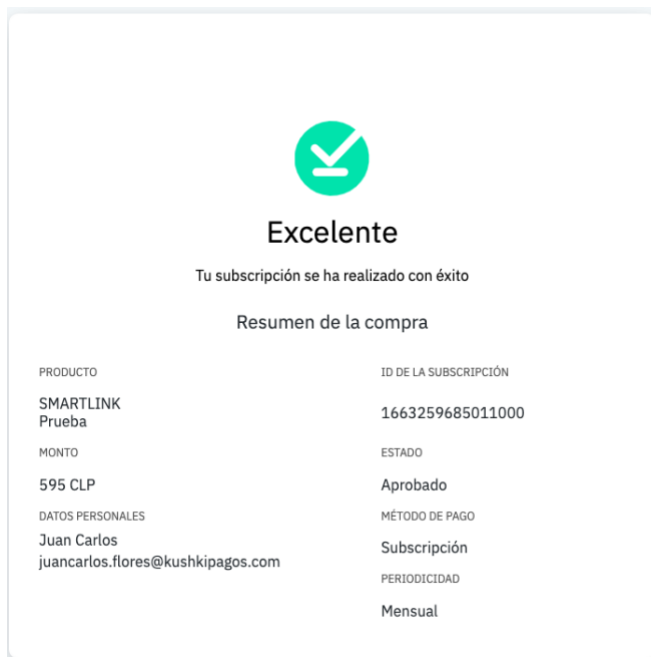 Excelente
Tu subscripción se ha realizado con éxito
Resumen de la compra
PRODUCTO
SMARTLINK
Prueba
MONTO
595 CLP
DATOS PERSONALES
Juan Carlos
juancarlos.flores@kushkipagos.com
ID DE LA SUBSCRIPCIÓN
1663259685011000
ESTADO
Aprobado
MÉTODO DE PAGO
Subscripción
PERIODICIDAD
Mensual